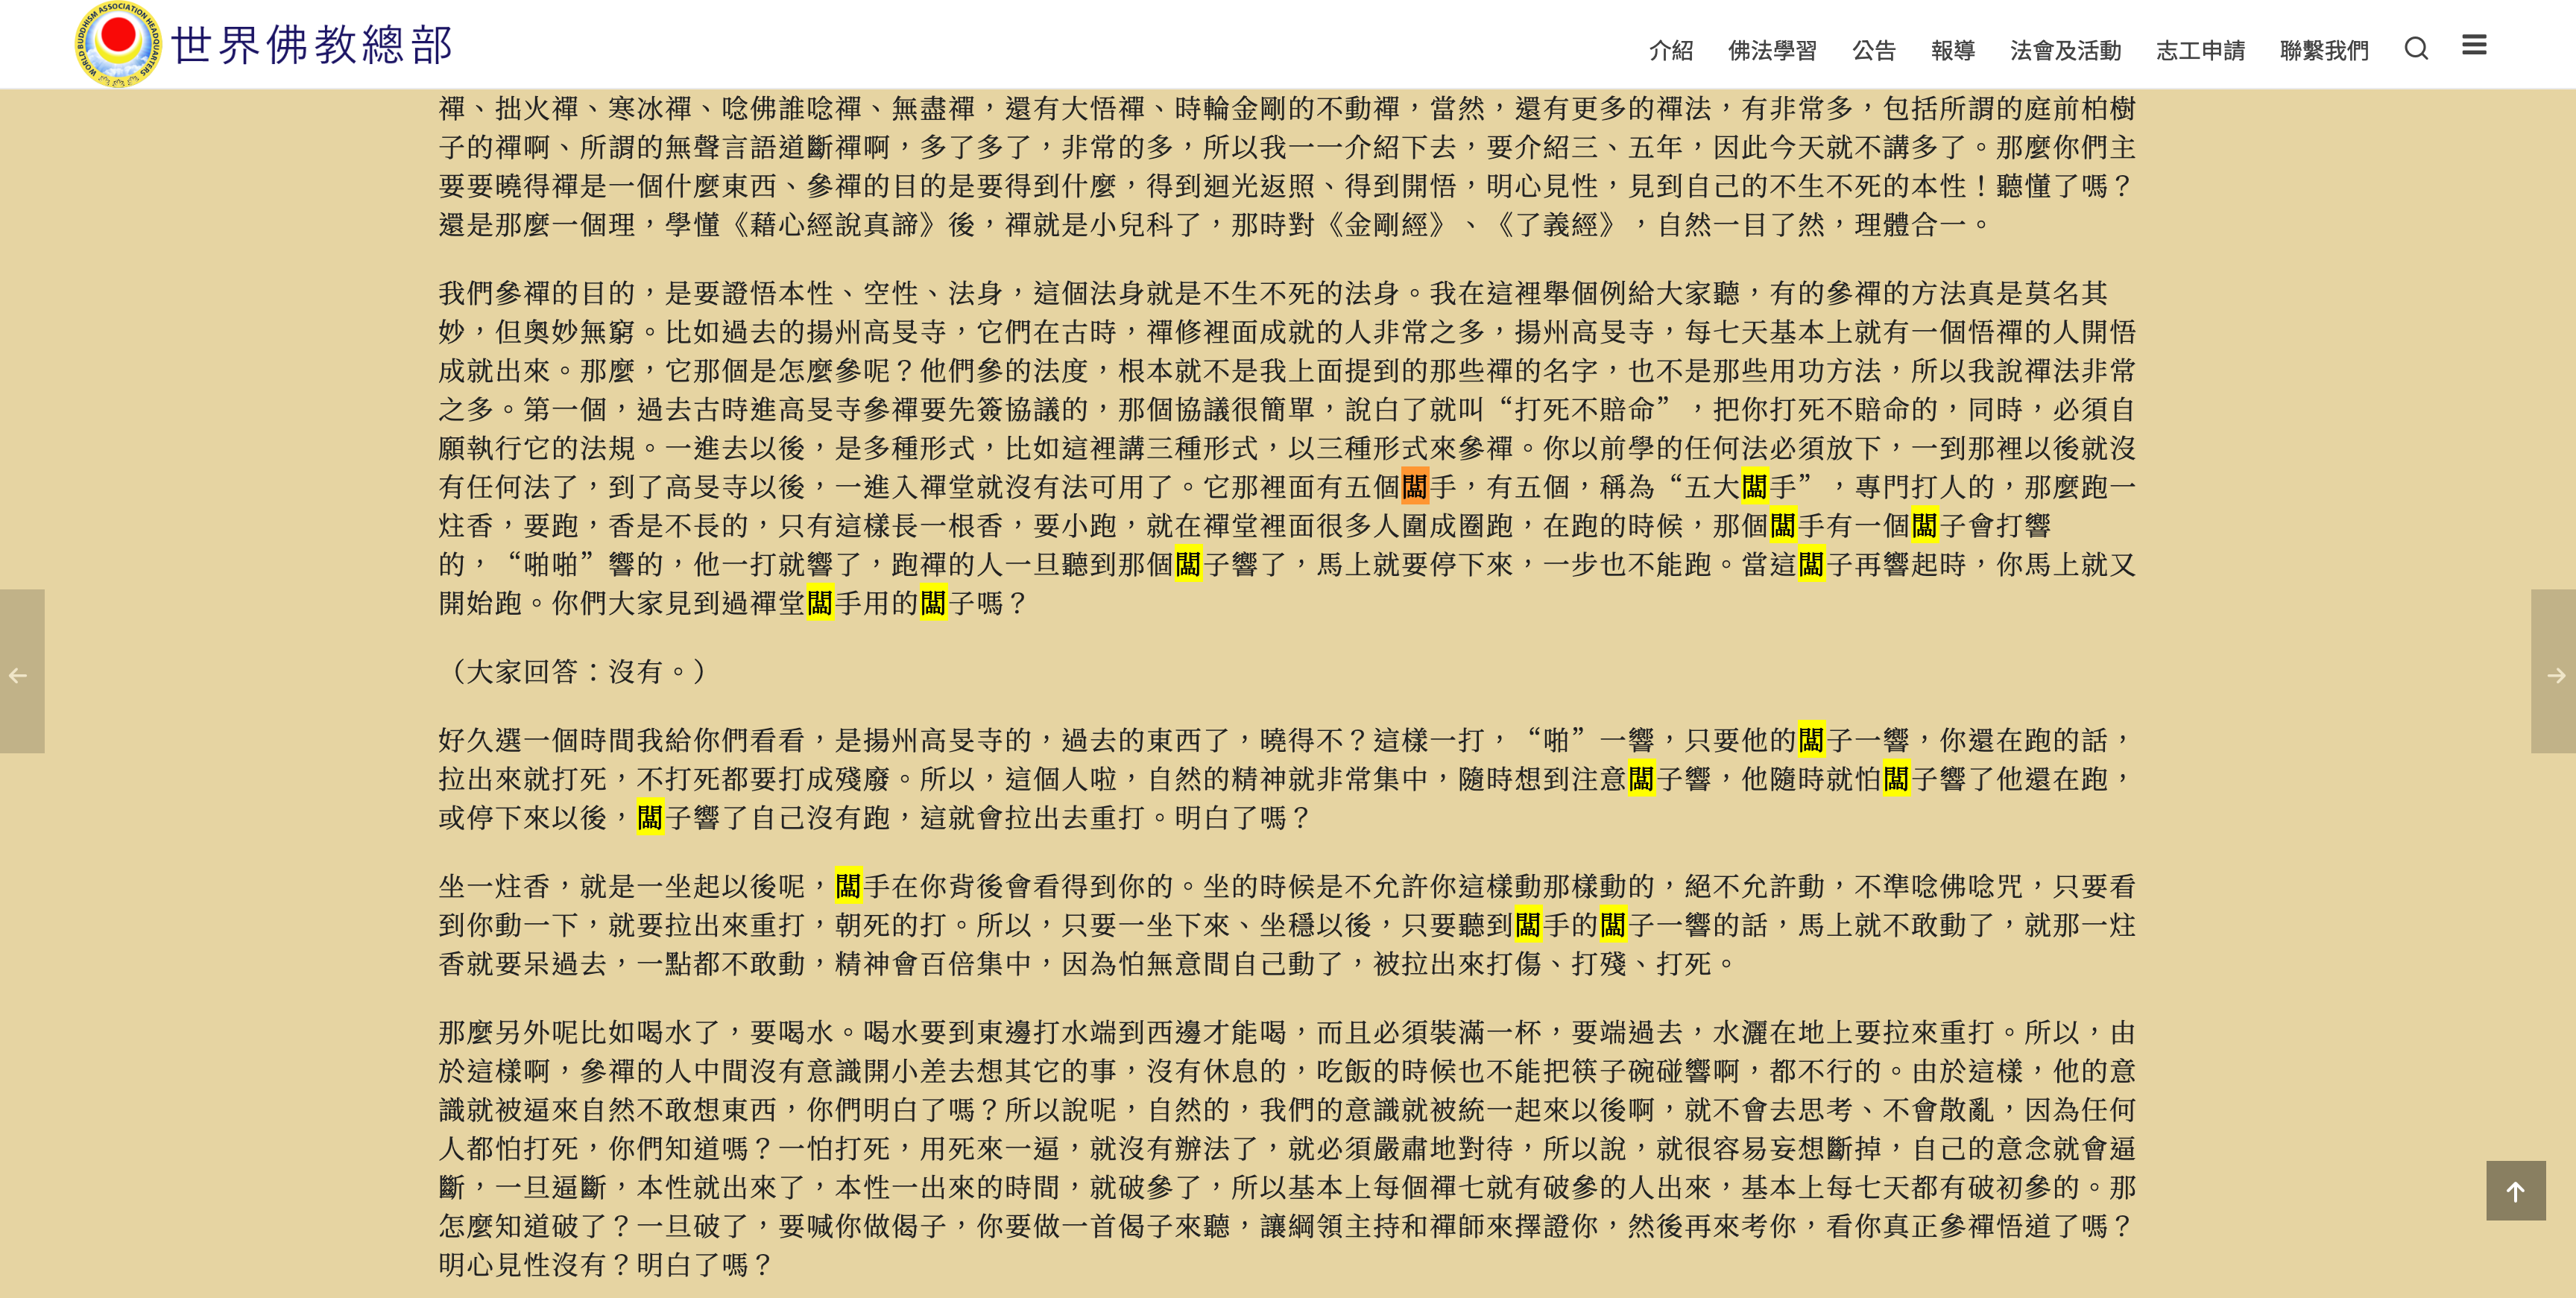 WORLD BUDDHISM ASSOCIATION HEADQUARTERS
世界佛教總部
介紹 佛法學習 公告 報導 法會及活動 志工申請 聯繫我們
禪、拙火禪、寒冰禪、唸佛誰唸禪、無盡禪，還有大悟禪、時輪金剛的不動禪，當然，還有更多的禪法，有非常多，包括所謂的庭前柏樹
子的禪啊、所謂的無聲言語道斷禪啊，多了多了，非常的多，所以我一一介紹下去，要介紹三、五年，因此今天就不講多了。那麼你們主
要要曉得禪是一個什麼東西、參禪的目的是要得到什麼，得到迴光返照、得到開悟，明心見性，見到自己的不生不死的本性！聽懂了嗎？
還是那麼一個理，學懂《藉心經說真諦》後，禪就是小兒科了，那時對《金剛經》、《了義經》，自然一目了然，理體合一。
我們參禪的目的，是要證悟本性、空性、法身，這個法身就是不生不死的法身。我在這裡舉個例給大家聽，有的參禪的方法真是莫名其
妙，但奧妙無窮。比如過去的揚州高旻寺，它們在古時，禪修裡面成就的人非常之多，揚州高旻寺，每七天基本上就有一個悟禪的人開悟
成就出來。那麼，它那個是怎麼參呢？他們參的法度，根本就不是我上面提到的那些禪的名字，也不是那些用功方法，所以我說禪法非常
之多。第一個，過去古時進高旻寺參禪要先簽協議的，那個協議很簡單，說白了就叫“打死不賠命”，把你打死不賠命的，同時，必須自
願執行它的法規。一進去以後，是多種形式，比如這裡講三種形式，以三種形式來參禪。你以前學的任何法必須放下，一到那裡以後就沒
有任何法了，到了高旻寺以後，一進入禪堂就沒有法可用了。它那裡面有五個闆手，有五個，稱為“五大闆手”，專門打人的，那麼跑一
炷香，要跑，香是不長的，只有這樣長一根香，要小跑，就在禪堂裡面很多人圍成圈跑，在跑的時候，那個闆手有一個闆子會打響
的，“啪啪”響的，他一打就響了，跑禪的人一旦聽到那個闆子響了，馬上就要停下來，一步也不能跑。當這闆子再響起時，你馬上就又
開始跑。你們大家見到過禪堂闆手用的闆子嗎？
（大家回答：沒有。）
好久選一個時間我給你們看看，是揚州高旻寺的，過去的東西了，曉得不？這樣一打，“啪”一響，只要他的闆子一響，你還在跑的話，
拉出來就打死，不打死都要打成殘廢。所以，這個人啦，自然的精神就非常集中，隨時想到注意闆子響，他隨時就怕闆子響了他還在跑，
或停下來以後，闆子響了自己沒有跑，這就會拉出去重打。明白了嗎？
坐一炷香，就是一坐起以後呢，闆手在你背後會看得到你的。坐的時候是不允許你這樣動那樣動的，絕不允許動，不準唸佛唸咒，只要看
到你動一下，就要拉出來重打，朝死的打。所以，只要一坐下來、坐穩以後，只要聽到闆手的闆子一響的話，馬上就不敢動了，就那一炷
香就要呆過去，一點都不敢動，精神會百倍集中，因為怕無意間自己動了，被拉出來打傷、打殘、打死。
那麼另外呢比如喝水了，要喝水。喝水要到東邊打水端到西邊才能喝，而且必須裝滿一杯，要端過去，水灑在地上要拉來重打。所以，由
於這樣啊，參禪的人中間沒有意識開小差去想其它的事，沒有休息的，吃飯的時候也不能把筷子碗碰響啊，都不行的。由於這樣，他的意
識就被逼來自然不敢想東西，你們明白了嗎？所以說呢，自然的，我們的意識就被統一起來以後啊，就不會去思考、不會散亂，因為任何
人都怕打死，你們知道嗎？一怕打死，用死來一逼，就沒有辦法了，就必須嚴肅地對待，所以說，就很容易妄想斷掉，自己的意念就會逼
斷，一旦逼斷，本性就出來了，本性一出來的時間，就破參了，所以基本上每個禪七就有破參的人出來，基本上每七天都有破初參的。那
怎麼知道破了？一旦破了，要喊你做偈子，你要做一首偈子來聽，讓綱領主持和禪師來擇證你，然後再來考你，看你真正參禪悟道了嗎？
明心見性沒有？明白了嗎？